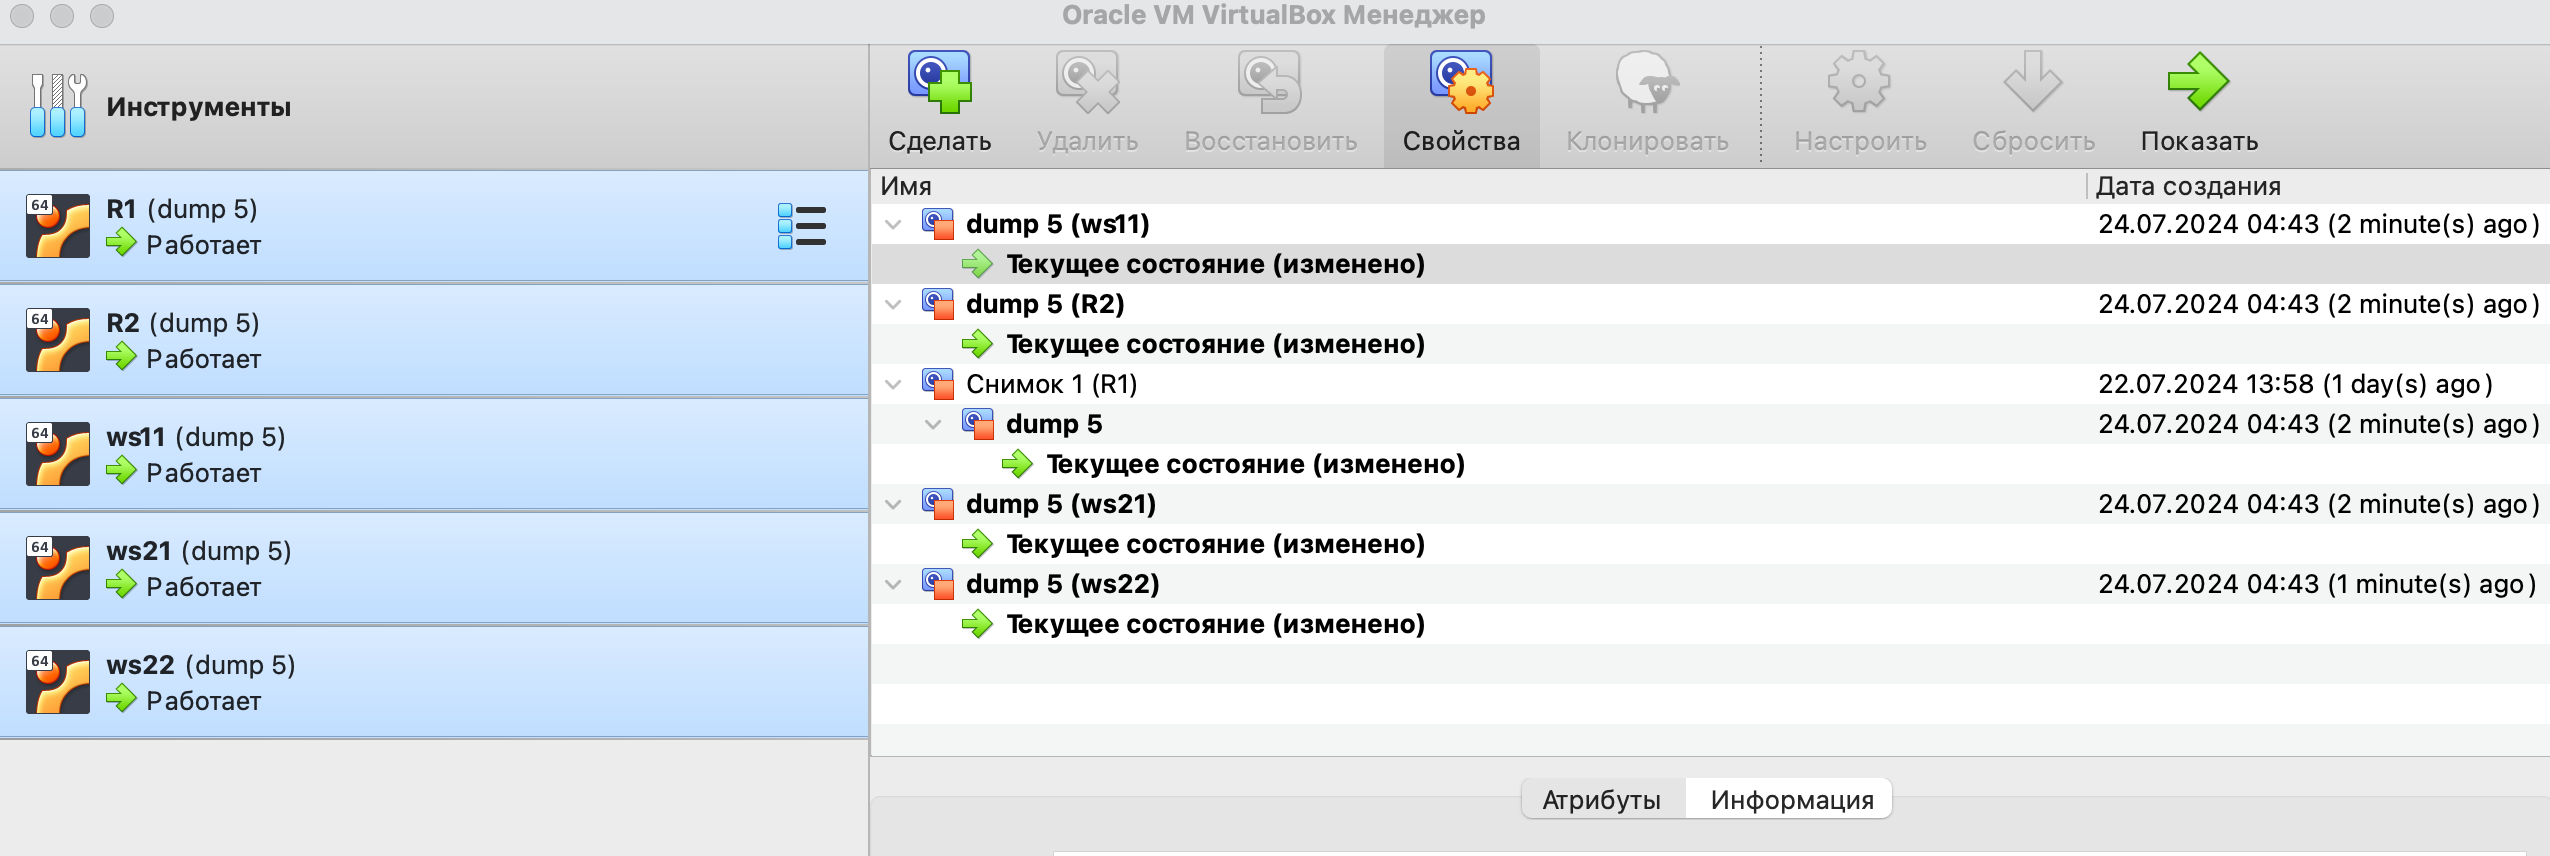 Oracle VM VirtualBox Менеджер
Инструменты
Сделать Удалить Восстановить Свойства Клонировать Настроить Сбросить Показать
64 R1 (dump 5)
Работает
64 R2 (dump 5)
Работает
64 ws11 (dump 5)
Работает
64 ws21 (dump 5)
Работает
64 ws22 (dump 5)
Работает
Имя Дата создания
dump 5 (ws11) 24.07.2024 04:43 (2 minute(s) ago)
Текущее состояние (изменено)
dump 5 (R2) 24.07.2024 04:43 (2 minute(s) ago)
Текущее состояние (изменено)
Снимок 1 (R1) 22.07.2024 13:58 (1 day(s) ago)
dump 5 24.07.2024 04:43 (2 minute(s) ago)
Текущее состояние (изменено)
dump 5 (ws21) 24.07.2024 04:43 (2 minute(s) ago)
Текущее состояние (изменено)
dump 5 (ws22) 24.07.2024 04:43 (1 minute(s) ago)
Текущее состояние (изменено)
Атрибуты Информация